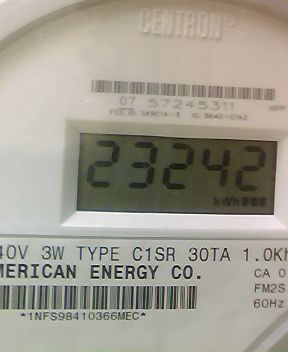 CENTRON
07 57245311
23242
kWh
40V 3W TYPE C1SR 30TA 1.0Kh
MERICAN ENERGY CO.
CA 0
FM2S
60Hz
*1NFS98410366MEC*